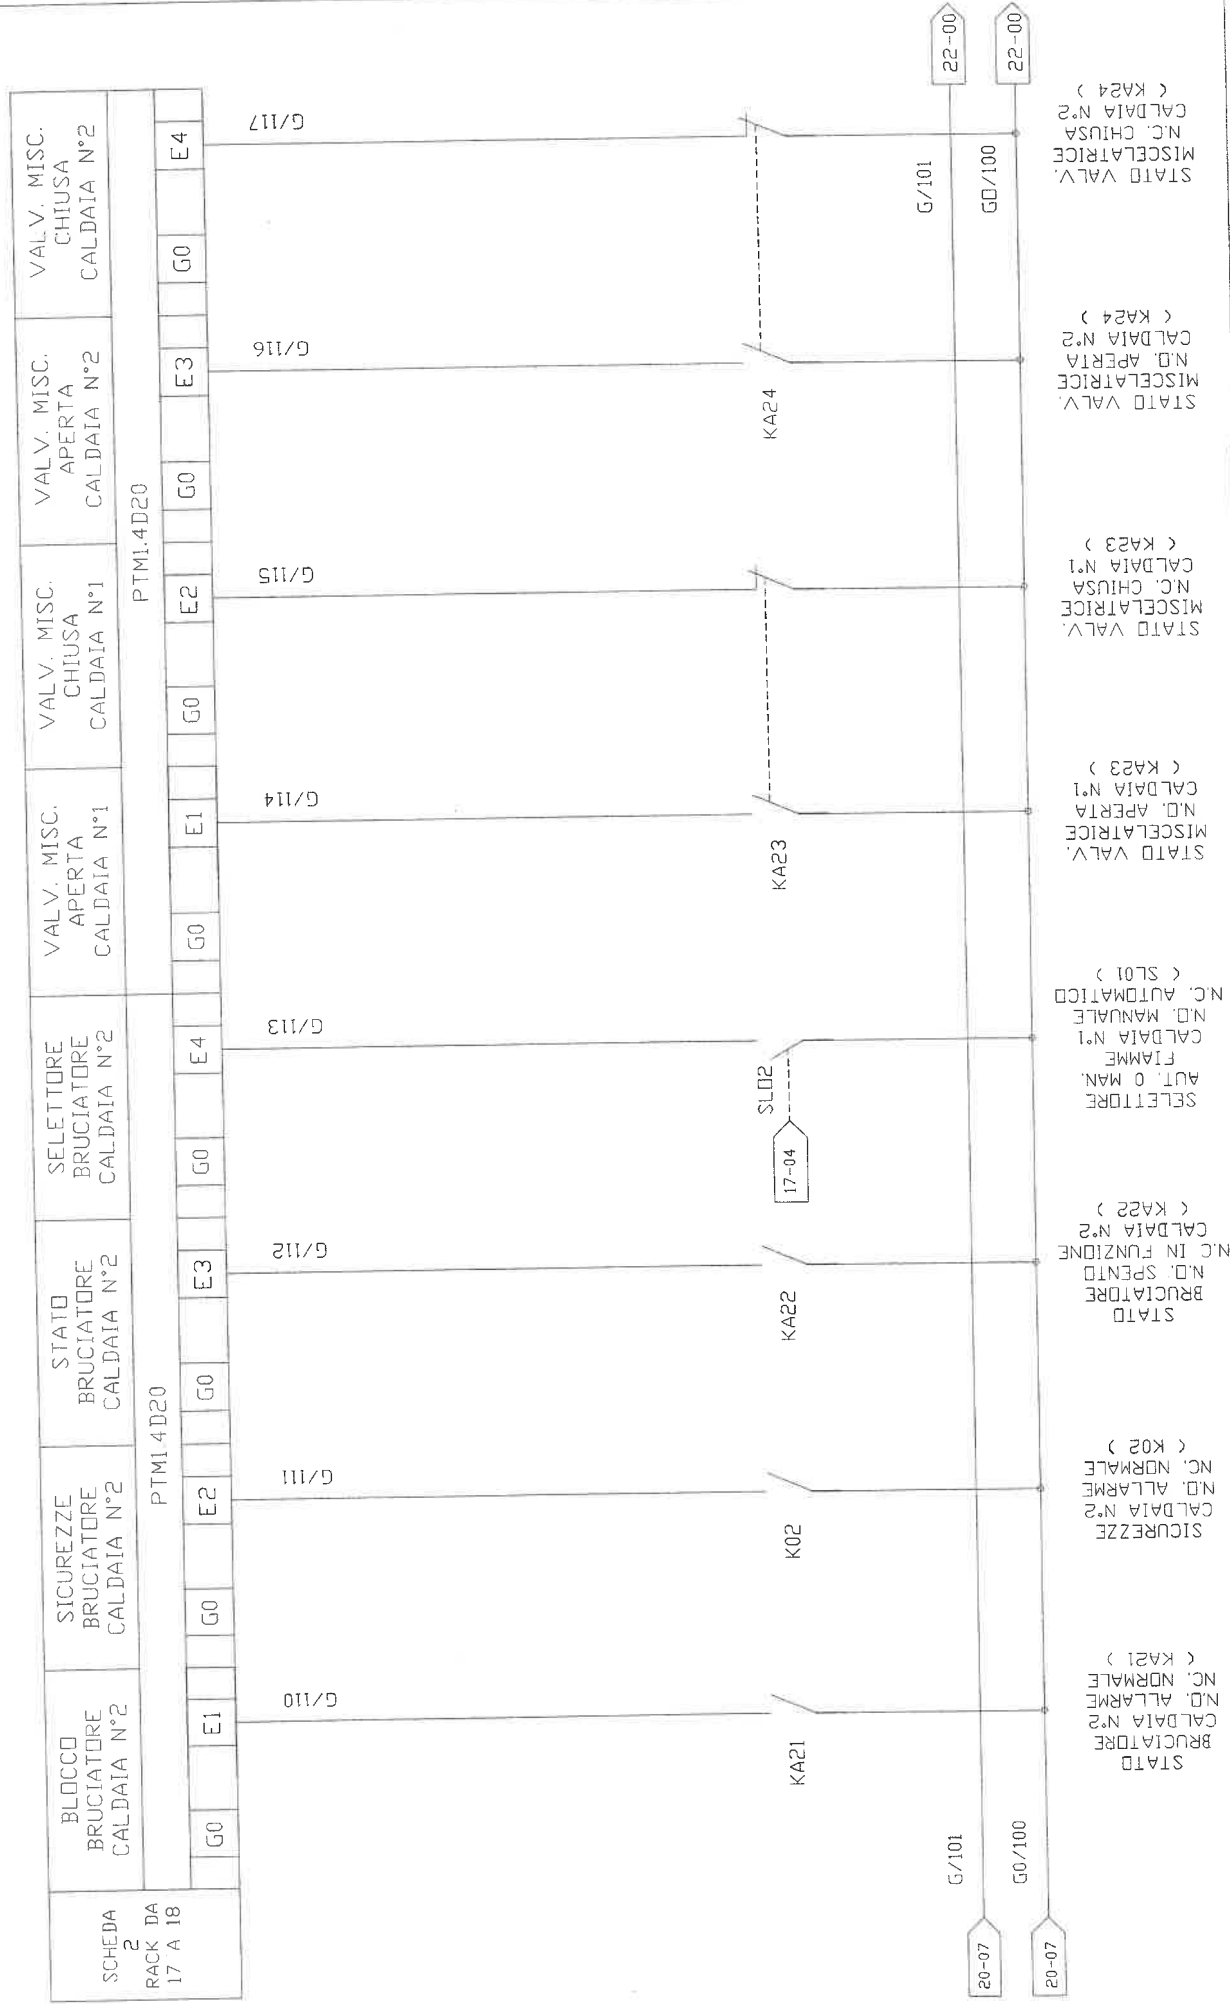 SCHEDA
2
RACK DA
17 A 18
BLOCCO
BRUCIATORE
CALDAIA N°2
SICUREZZE
BRUCIATORE
CALDAIA N°2
STATO
BRUCIATORE
CALDAIA N°2
SELETTORE
BRUCIATORE
CALDAIA N°2
VALV. MISC.
APERTA
CALDAIA N°1
VALV. MISC.
CHIUSA
CALDAIA N°1
VALV. MISC.
APERTA
CALDAIA N°2
VALV. MISC.
CHIUSA
CALDAIA N°2
PTM1.4D20
PTM1.4D20
G0
E1
G0
E2
G0
E3
G0
E4
G0
E1
G0
E2
G0
E3
G0
E4
G/110
G/111
G/112
G/113
G/114
G/115
G/116
G/117
KA21
K02
KA22
SL02
17-04
KA23
KA24
20-07
G/101
G/101
22-00
20-07
G0/100
G0/100
22-00
STATO
BRUCIATORE
CALDAIA N°2
N.O. ALLARME
NC. NORMALE
( KA21 )
SICUREZZE
CALDAIA N°2
N.O. ALLARME
NC. NORMALE
( K02 )
STATO
BRUCIATORE
N.O. SPENTO
N.C IN FUNZIONE
CALDAIA N°2
( KA22 )
SELETTORE
AUT. 0 MAN.
FIAMME
CALDAIA N°1
N.O. MANUALE
N.C. AUTOMATICO
( SL01 )
STATO VALV.
MISCELATRICE
N.O. APERTA
CALDAIA N°1
( KA23 )
STATO VALV.
MISCELATRICE
N.C. CHIUSA
CALDAIA N°1
( KA23 )
STATO VALV.
MISCELATRICE
N.O. APERTA
CALDAIA N°2
( KA24 )
STATO VALV.
MISCELATRICE
N.C. CHIUSA
CALDAIA N°2
( KA24 )